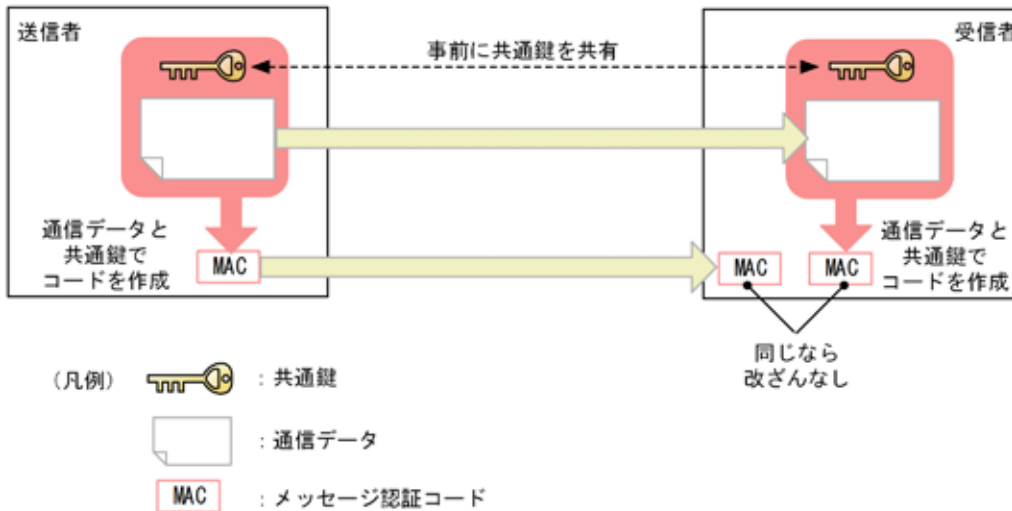 送信者
事前に共通鍵を共有
受信者
通信データと
共通鍵で
コードを作成
MAC
MAC
MAC
通信データと
共通鍵で
コードを作成
同じなら
改ざんなし
(凡例)
:共通鍵
:通信データ
MAC
:メッセージ認証コード